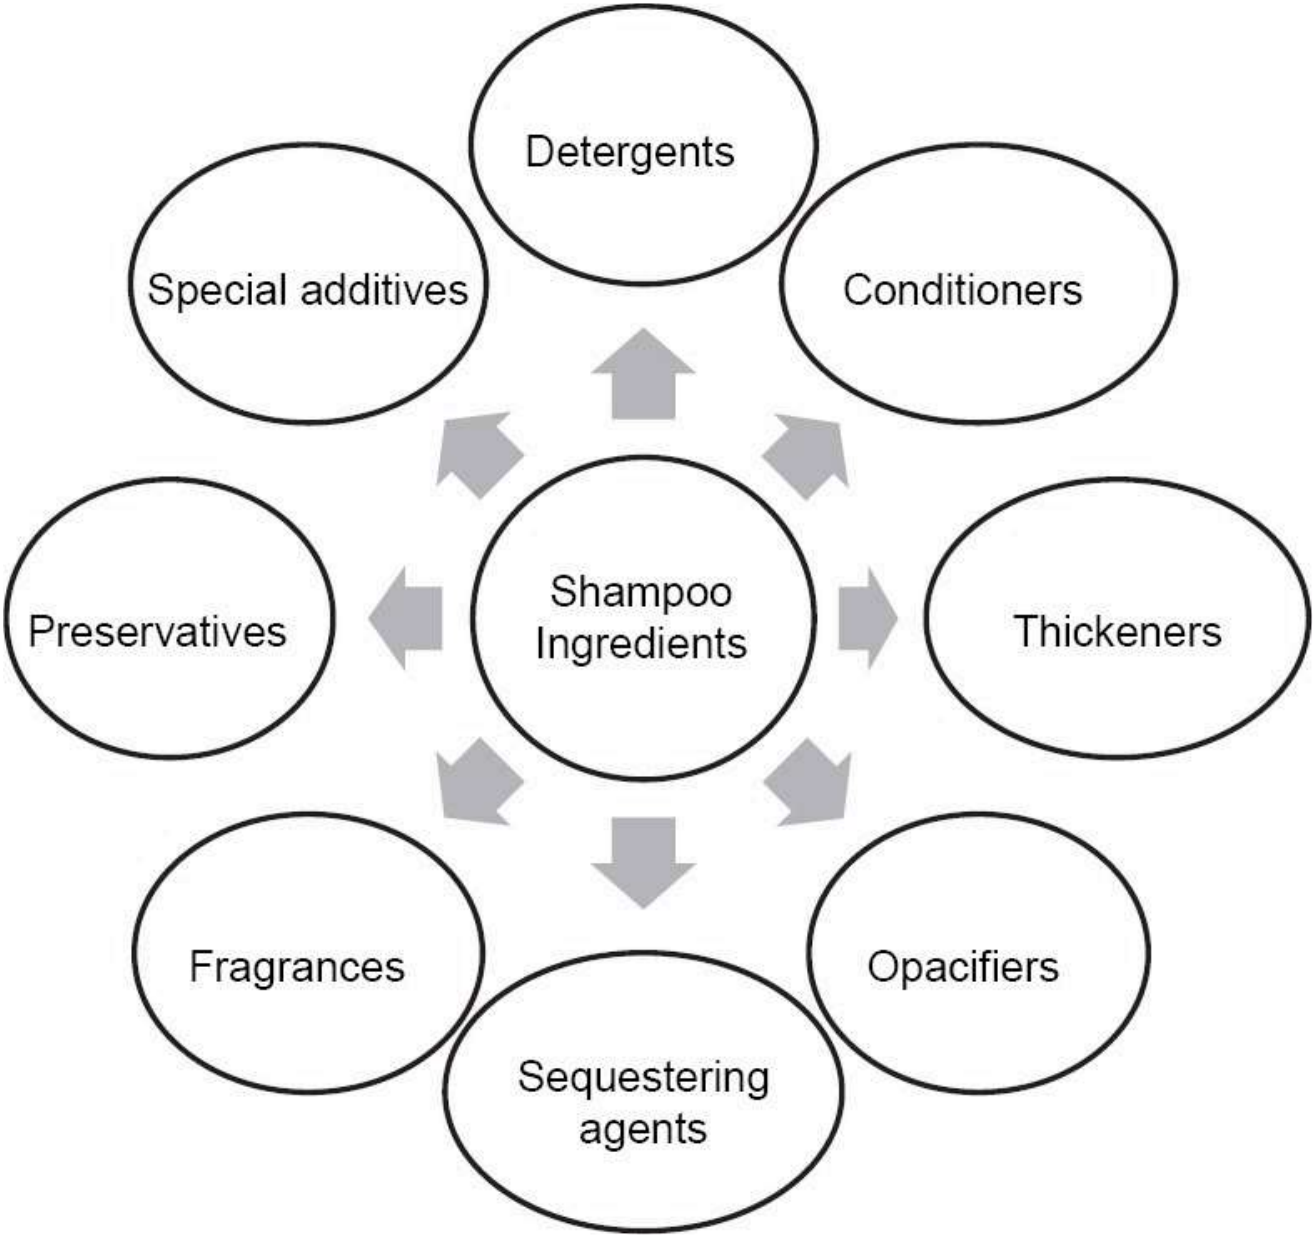 Detergents
Special additives
Conditioners
Shampoo
Ingredients
Preservatives
Thickeners
Fragrances
Opacifiers
Sequestering
agents